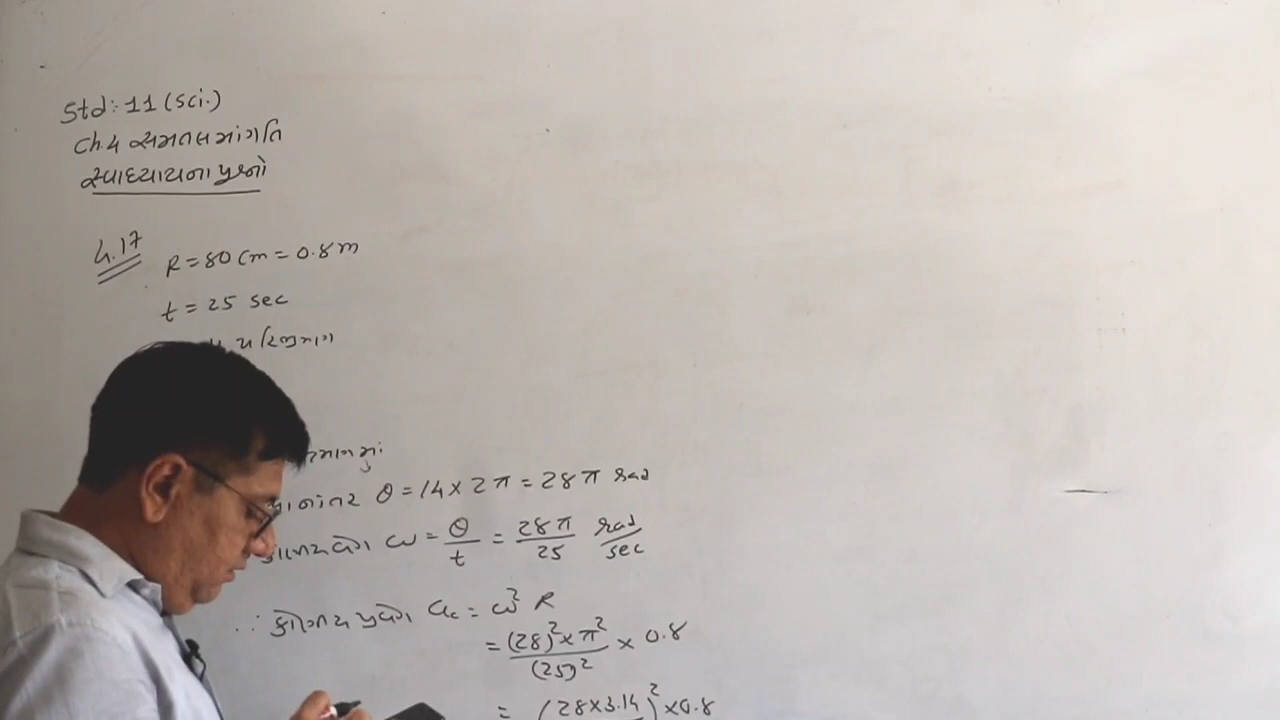 Std: 11 (Sci.)
Ch.4 સમતલમાં ગતિ
સ્વાધ્યાયના પ્રશ્નો
4.17
R = 80 Cm = 0.8 m
t = 25 sec
θ = 14 × 2π = 28π rad
ω = θ/t = 28π/25 rad/sec
∴ કોણીય પ્રવેગ ac = ω² R
= (28)² × π²/(25)² × 0.8
= (28×3.14)² × 0.8